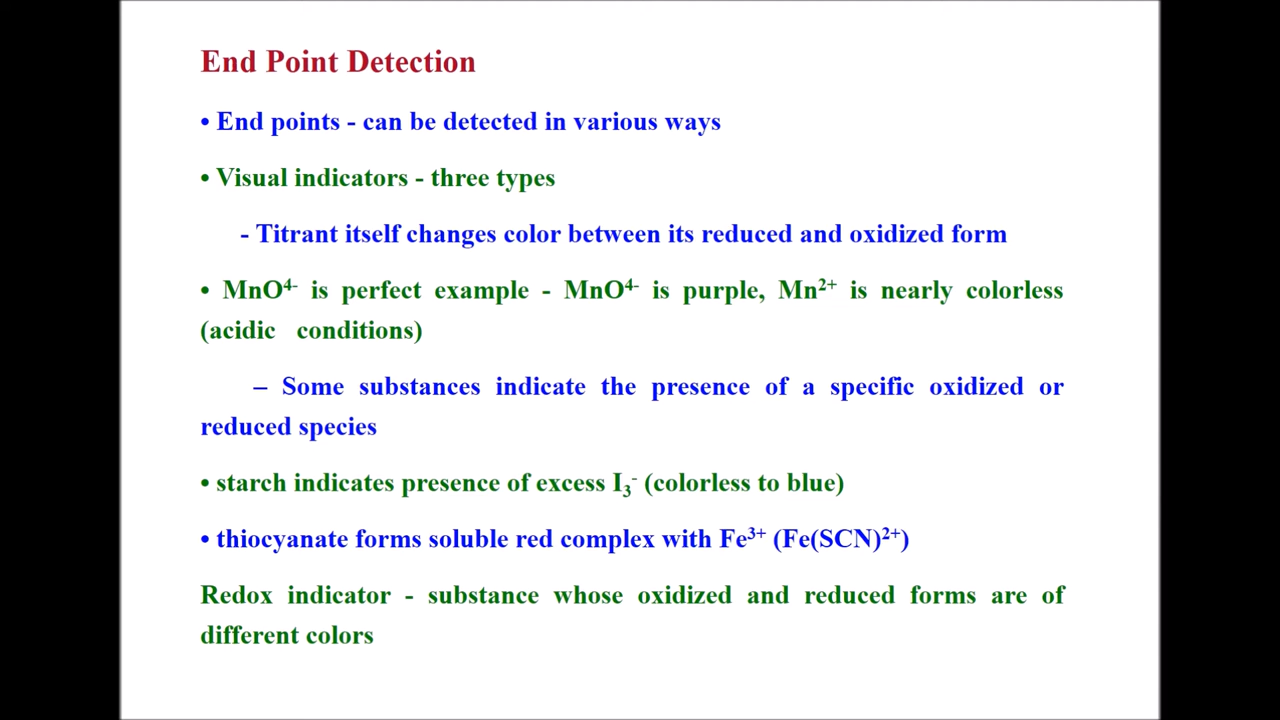 End Point Detection
• End points - can be detected in various ways
• Visual indicators - three types
- Titrant itself changes color between its reduced and oxidized form
• MnO⁴⁻ is perfect example - MnO⁴⁻ is purple, Mn²⁺ is nearly colorless
(acidic conditions)
– Some substances indicate the presence of a specific oxidized or
reduced species
• starch indicates presence of excess I₃⁻ (colorless to blue)
• thiocyanate forms soluble red complex with Fe³⁺ (Fe(SCN)²⁺)
Redox indicator - substance whose oxidized and reduced forms are of
different colors